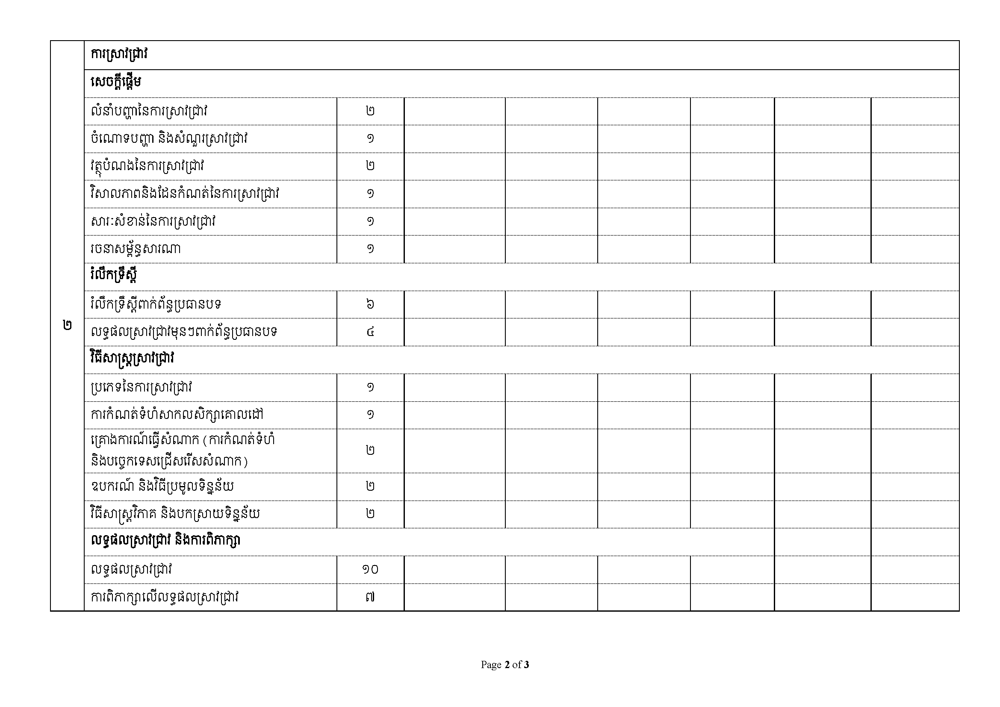 ការស្រាវជ្រាវ
សេចក្តីផ្តើម
លំនាំបញ្ហានៃការស្រាវជ្រាវ ២
ចំណោទបញ្ហា និងសំណួរស្រាវជ្រាវ ១
វត្ថុបំណងនៃការស្រាវជ្រាវ ២
វិសាលភាពនិងដែនកំណត់នៃការស្រាវជ្រាវ ១
សារៈសំខាន់នៃការស្រាវជ្រាវ ១
រចនាសម្ព័ន្ធសារណា ១
រំលឹកទ្រឹស្តី
រំលឹកទ្រឹស្តីពាក់ព័ន្ធប្រធានបទ ៦
២
លទ្ធផលស្រាវជ្រាវមុនៗពាក់ព័ន្ធប្រធានបទ ៤
វិធីសាស្ត្រស្រាវជ្រាវ
ប្រភេទនៃការស្រាវជ្រាវ ១
ការកំណត់ទំហំសាកលសិក្សាគោលដៅ ១
គ្រោងការណ៍ធ្វើសំណាក (ការកំណត់ទំហំ
និងបច្ចេកទេសជ្រើសរើសសំណាក) ២
ឧបករណ៍ និងវិធីប្រមូលទិន្នន័យ ២
វិធីសាស្ត្រវិភាគ និងបកស្រាយទិន្នន័យ ២
លទ្ធផលស្រាវជ្រាវ និងការពិភាក្សា
លទ្ធផលស្រាវជ្រាវ ១០
ការពិភាក្សាលើលទ្ធផលស្រាវជ្រាវ ៧
Page 2 of 3